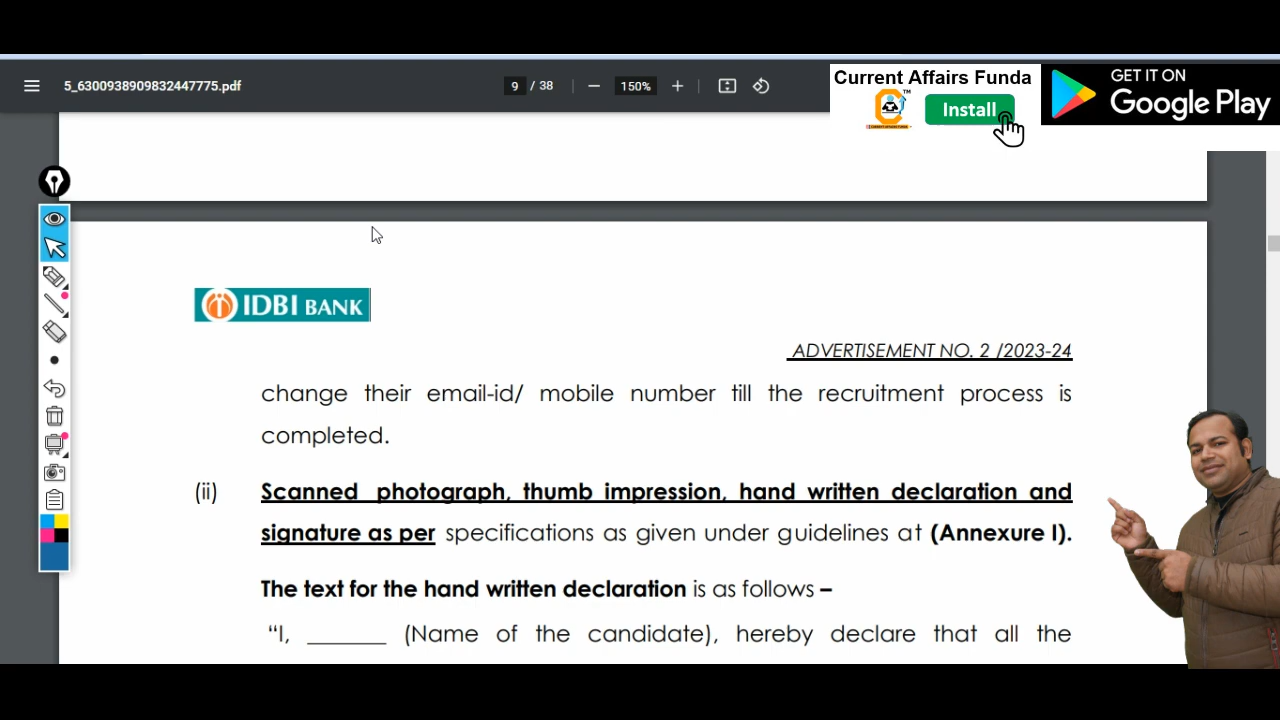 5_6300938909832447775.pdf
9 / 38
150%
Current Affairs Funda
Install
GET IT ON
Google Play
IDBI BANK
ADVERTISEMENT NO. 2 /2023-24
change their email-id/ mobile number till the recruitment process is
completed.
(ii) Scanned photograph, thumb impression, hand written declaration and
signature as per specifications as given under guidelines at (Annexure I).
The text for the hand written declaration is as follows –
“I, _______ (Name of the candidate), hereby declare that all the